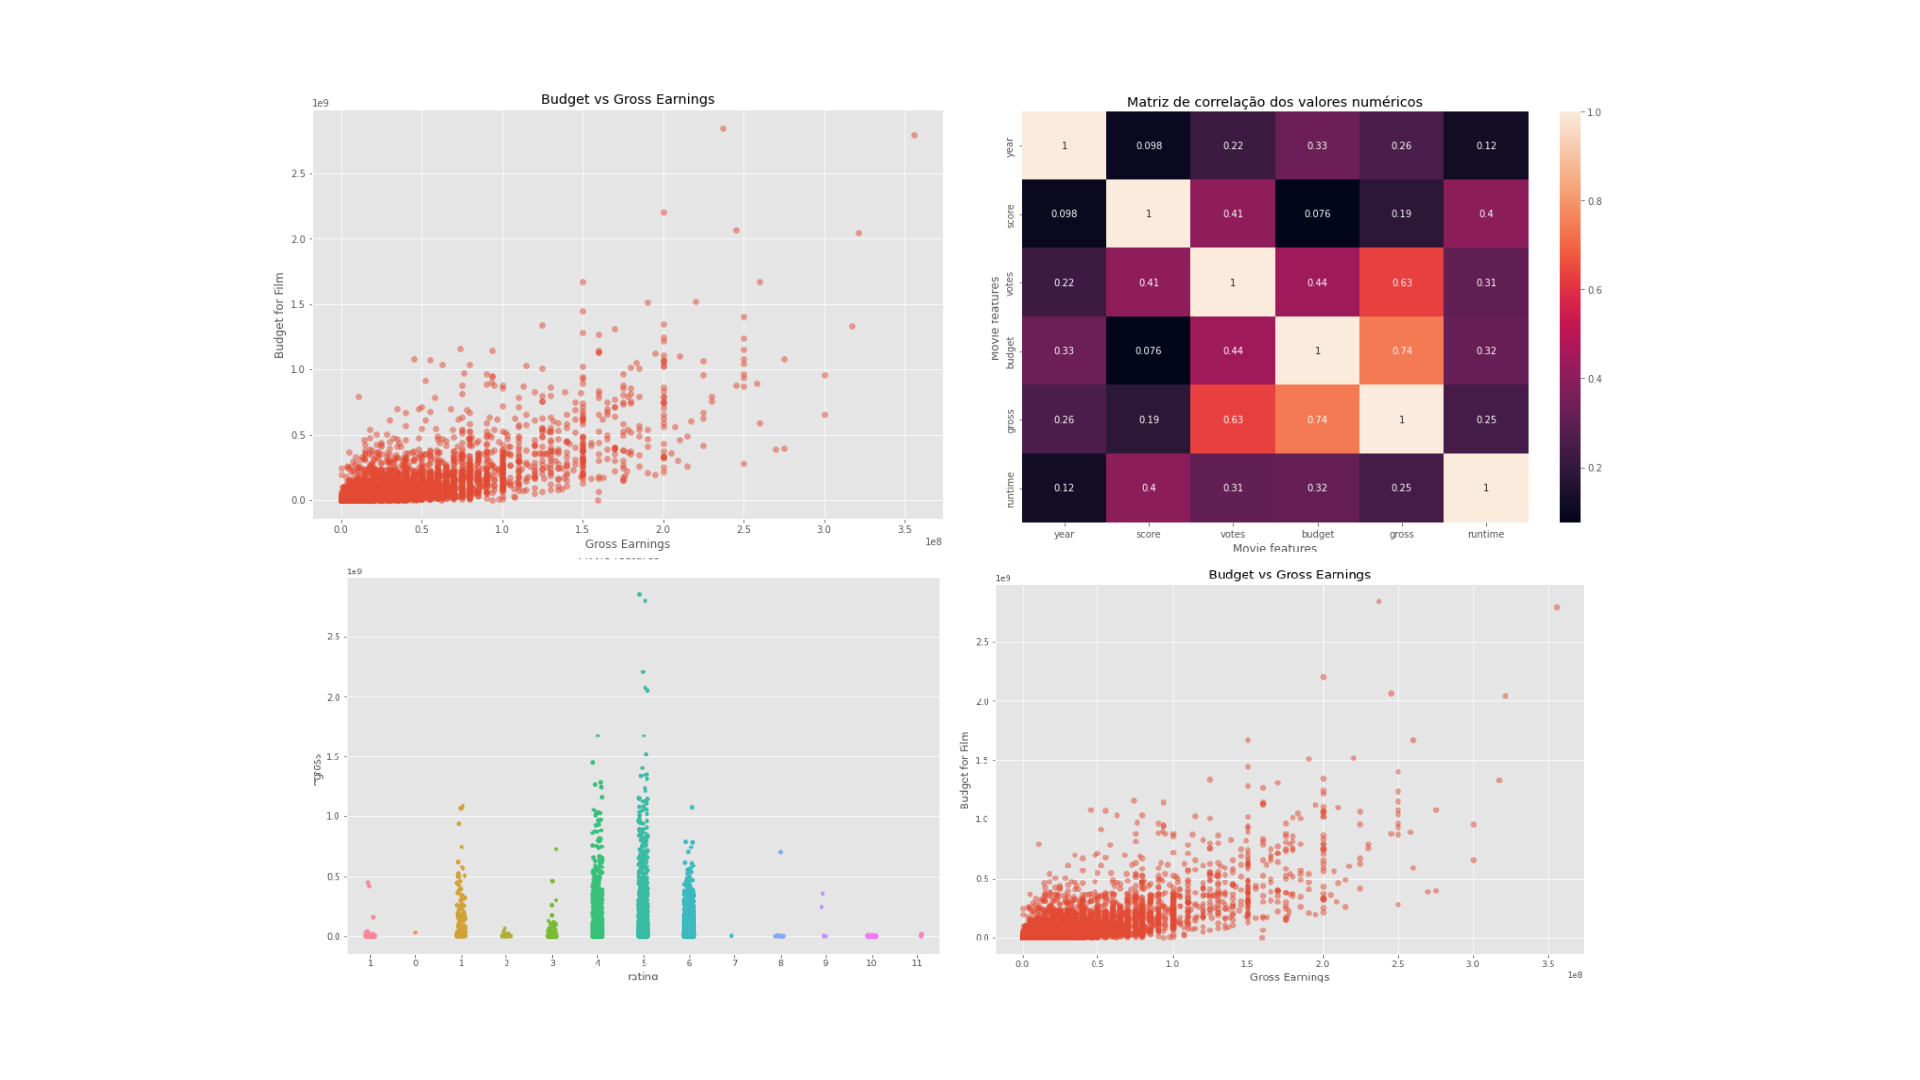 Budget vs Gross Earnings
1e9
2.5
2.0
1.5
1.0
0.5
0.0
Budget for Film
0.0 0.5 1.0 1.5 2.0 2.5 3.0 3.5
1e8
Gross Earnings
Matriz de correlação dos valores numéricos
year 1 0.098 0.22 0.33 0.26 0.12
score 0.098 1 0.41 0.076 0.19 0.4
votes 0.22 0.41 1 0.44 0.63 0.31
budget 0.33 0.076 0.44 1 0.74 0.32
gross 0.26 0.19 0.63 0.74 1 0.25
runtime 0.12 0.4 0.31 0.32 0.25 1
Movie features
year score votes budget gross runtime
Movie features
1.0
0.8
0.6
0.4
0.2
1e9
2.5
2.0
1.5
1.0
0.5
0.0
gross
1 0 1 2 3 4 5 6 7 8 9 10 11
rating
Budget vs Gross Earnings
1e9
2.5
2.0
1.5
1.0
0.5
0.0
Budget for Film
0.0 0.5 1.0 1.5 2.0 2.5 3.0 3.5
1e8
Gross Earnings